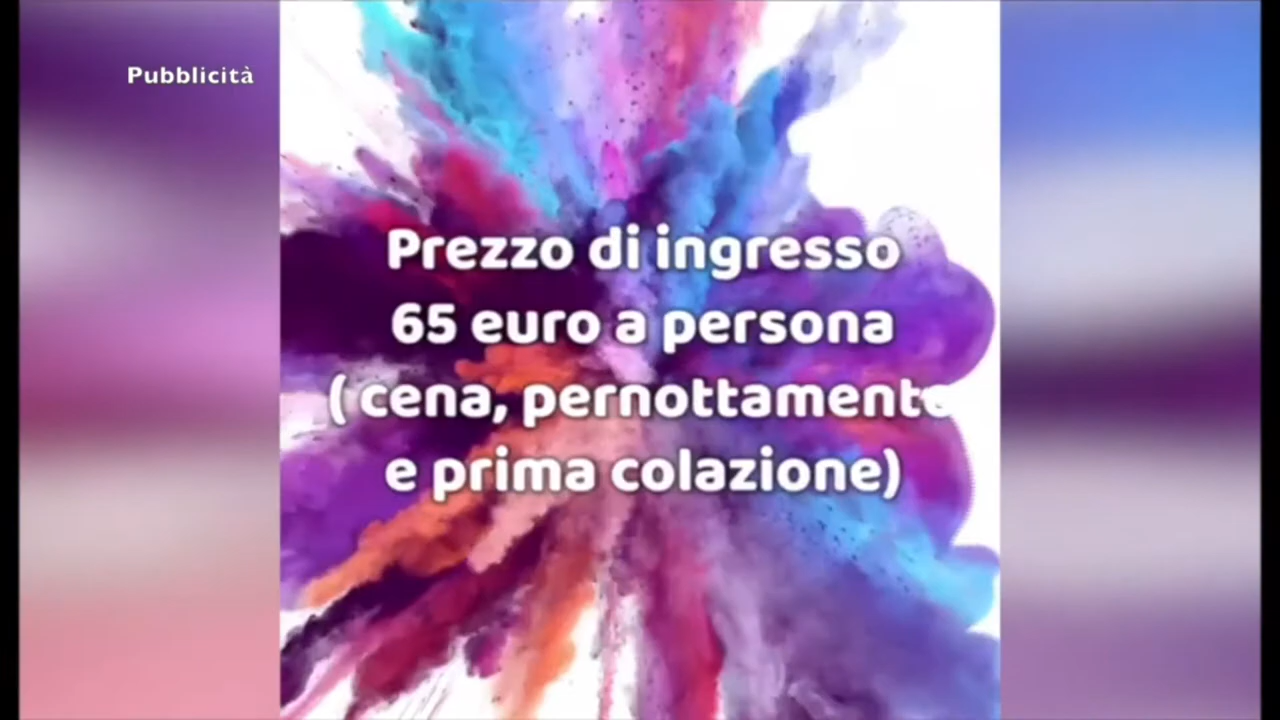 Pubblicità
Prezzo di ingresso
65 euro a persona
( cena, pernottamento
e prima colazione)